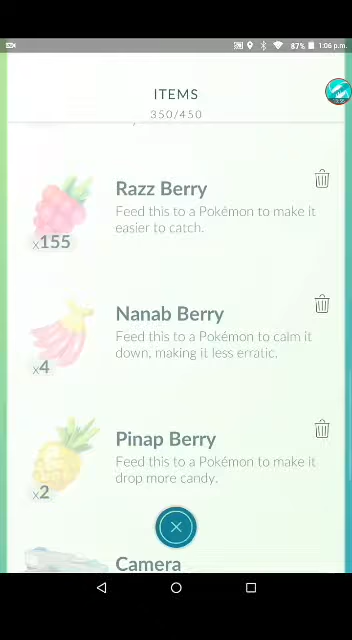 87% 1:06 p.m.
ITEMS
350/450
Razz Berry
Feed this to a Pokémon to make it
easier to catch.
x155
Nanab Berry
Feed this to a Pokémon to calm it
down, making it less erratic.
x4
Pinap Berry
Feed this to a Pokémon to make it
drop more candy.
x2
Camera